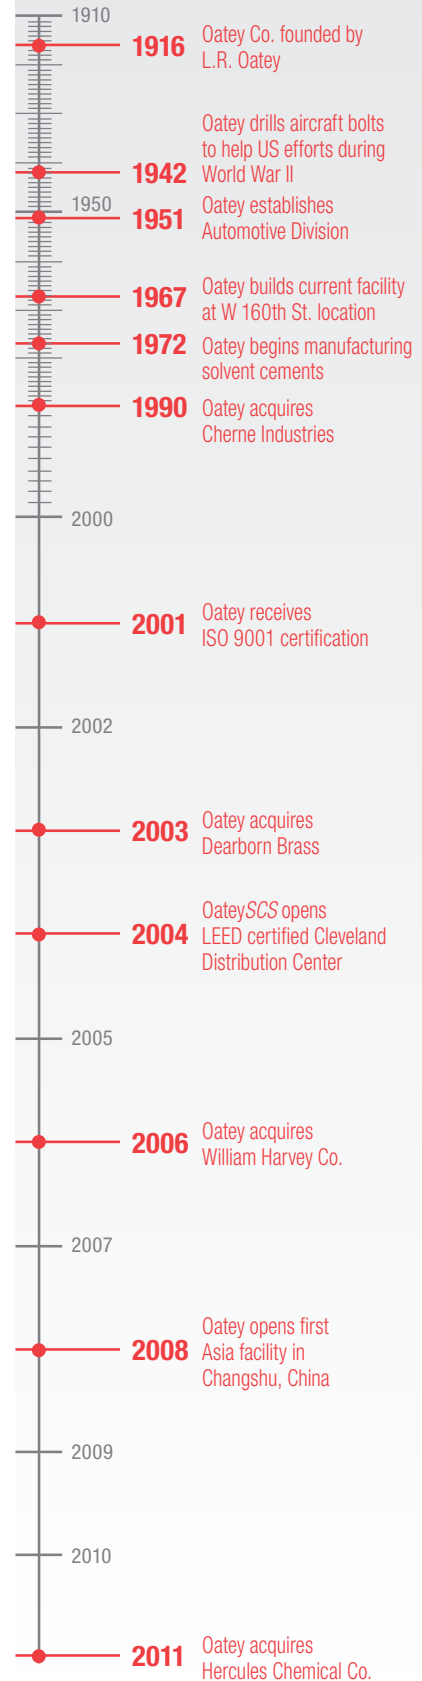 1910
1916
Oatey Co. founded by
L.R. Oatey
Oatey drills aircraft bolts
to help US efforts during
1942
World War II
1950
1951
Oatey establishes
Automotive Division
1967
Oatey builds current facility
at W 160th St. location
1972
Oatey begins manufacturing
solvent cements
1990
Oatey acquires
Cherne Industries
2000
2001
Oatey receives
ISO 9001 certification
2002
2003
Oatey acquires
Dearborn Brass
OateySCS opens
2004
LEED certified Cleveland
Distribution Center
2005
2006
Oatey acquires
William Harvey Co.
2007
Oatey opens first
2008
Asia facility in
Changshu, China
2009
2010
2011
Oatey acquires
Hercules Chemical Co.